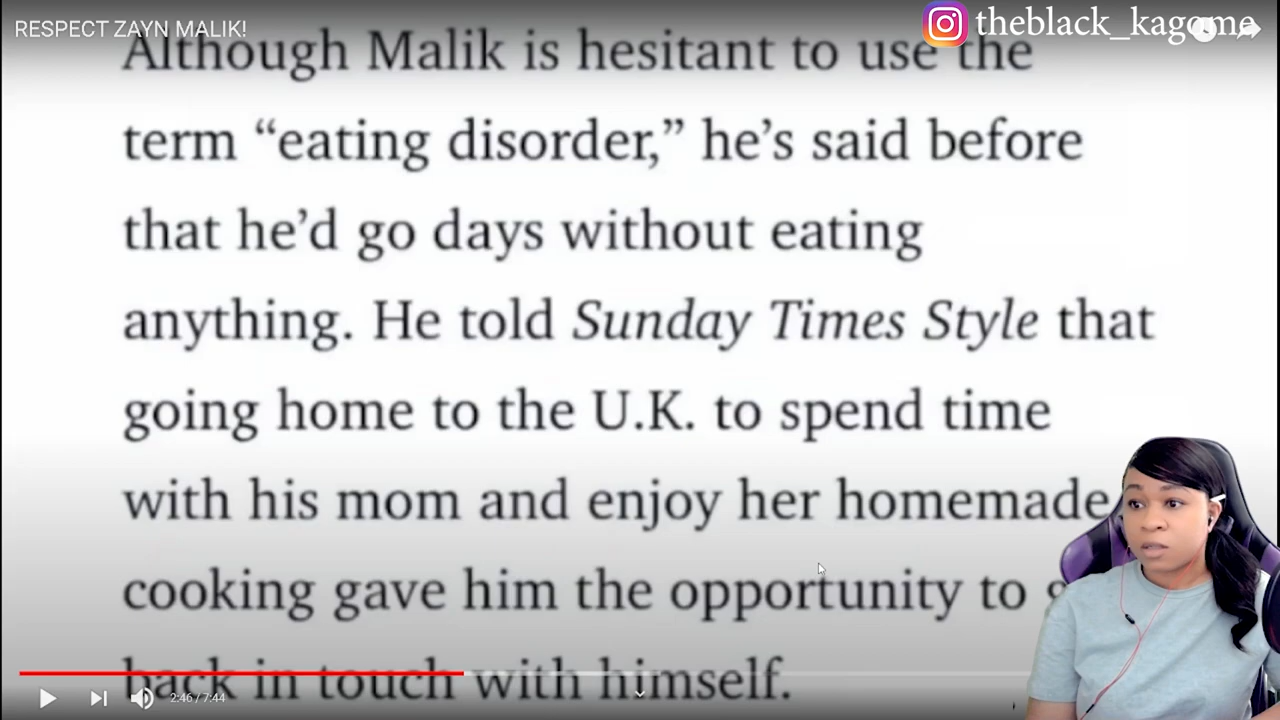 RESPECT ZAYN MALIK!
theblack_kagome
Although Malik is hesitant to use the
term “eating disorder,” he’s said before
that he’d go days without eating
anything. He told Sunday Times Style that
going home to the U.K. to spend time
with his mom and enjoy her homemade
cooking gave him the opportunity to
back in touch with himself.
2:46 / 7:44